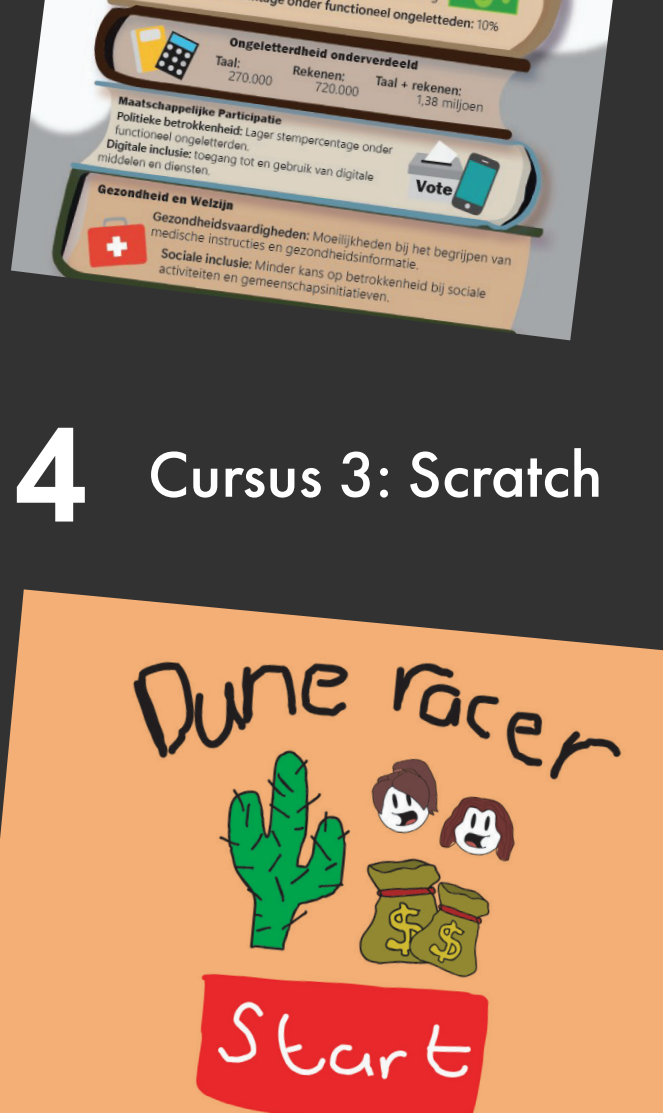 onder functioneel ongeletteden: 10%
Ongeletterdheid onderverdeeld
Taal: Rekenen: Taal + rekenen:
270.000 720.000 1,38 miljoen
Maatschappelijke Participatie
Politieke betrokkenheid: Lager stempercentage onder
functioneel ongeletterden.
Digitale inclusie: toegang tot en gebruik van digitale
middelen en diensten.
Vote
Gezondheid en Welzijn
Gezondheidsvaardigheden: Moeilijkheden bij het begrijpen van
medische instructies en gezondheidsinformatie.
Sociale inclusie: Minder kans op betrokkenheid bij sociale
activiteiten en gemeenschapsinitiatieven.
4 Cursus 3: Scratch
Dune racer
$ $
Start